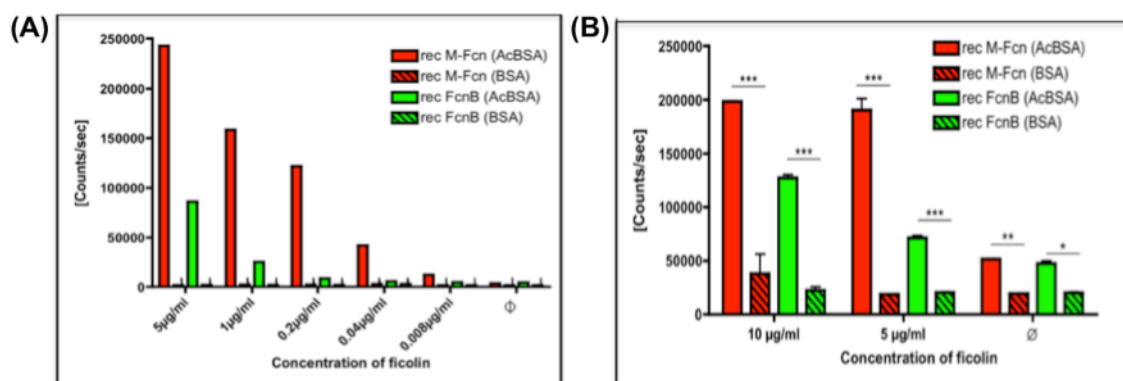 (A)
250000
200000
150000
100000
50000
0
[Counts/sec]
rec M-Fcn (AcBSA)
rec M-Fcn (BSA)
rec FcnB (AcBSA)
rec FcnB (BSA)
5µg/ml
1µg/ml
0.2µg/ml
0.04µg/ml
0.008µg/ml
Ø
Concentration of ficolin
(B)
250000
200000
150000
100000
50000
0
[Counts/sec]
rec M-Fcn (AcBSA)
rec M-Fcn (BSA)
rec FcnB (AcBSA)
rec FcnB (BSA)
***
***
***
***
**
*
10 µg/ml
5 µg/ml
Ø
Concentration of ficolin